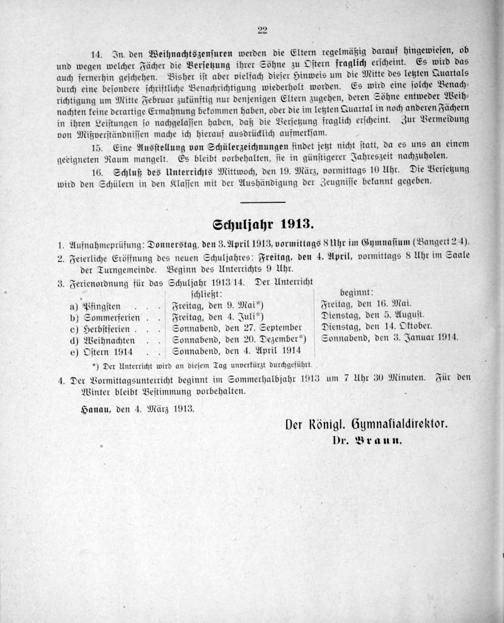 22
14. In den Weihnachtszensuren werden die Eltern regelmäßig darauf hingewiesen, ob
und wegen welcher Fächer die Versetzung ihrer Söhne zu Ostern fraglich erscheint. Es wird das
auch fernerhin geschehen. Bisher ist aber vielfach dieser Hinweis um die Mitte des letzten Quartals
durch eine besondere schriftliche Benachrichtigung wiederholt worden. Es wird eine solche Benach-
richtigung um Mitte Februar zukünftig nur denjenigen Eltern zugehen, deren Söhne entweder Weih-
nachten keine derartige Ermahnung bekommen haben, oder die im letzten Quartal in noch anderen Fächern
in ihren Leistungen so nachgelassen haben, daß die Versetzung fraglich erscheint. Zur Vermeidung
von Mißverständnissen mache ich hierauf ausdrücklich aufmerksam.
15. Eine Ausstellung von Schülerzeichnungen findet jetzt nicht statt, da es uns an einem
geeigneten Raum mangelt. Es bleibt vorbehalten, sie in günstigerer Jahreszeit nachzuholen.
16. Schluß des Unterrichts Mittwoch, den 19. März, vormittags 10 Uhr. Die Versetzung
wird den Schülern in den Klassen mit der Aushändigung der Zeugnisse bekannt gegeben.
Schuljahr 1913.
1. Aufnahmeprüfung: Donnerstag, den 3. April 1913, vormittags 8 Uhr im Gymnasium (Bangert 2/4).
2. Feierliche Eröffnung des neuen Schuljahres: Freitag, den 4. April, vormittags 8 Uhr im Saale
der Turngemeinde. Beginn des Unterrichts 9 Uhr.
3. Ferienordnung für das Schuljahr 1913/14. Der Unterricht
schließt: beginnt:
a) Pfingsten . . . Freitag, den 9. Mai*) Freitag, den 16. Mai.
b) Sommerferien . . Freitag, den 4. Juli*) Dienstag, den 5. August.
c) Herbstferien . . Sonnabend, den 27. September Dienstag, den 14. Oktober.
d) Weihnachten . . Sonnabend, den 20. Dezember*) Sonnabend, den 3. Januar 1914.
e) Ostern 1914 . . Sonnabend, den 4. April 1914
*) Der Unterricht wird an diesem Tag unverkürzt durchgeführt.
4. Der Vormittagsunterricht beginnt im Sommerhalbjahr 1913 um 7 Uhr 30 Minuten. Für den
Winter bleibt Bestimmung vorbehalten.
Hanau, den 4. März 1913.
Der Königl. Gymnasialdirektor.
Dr. Braun.